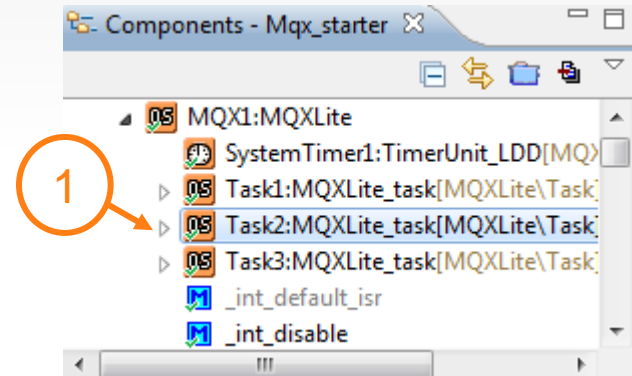 Components - Mqx_starter
MQX1:MQXLite
SystemTimer1:TimerUnit_LDD[MQX
1
Task1:MQXLite_task[MQXLite\Task]
Task2:MQXLite_task[MQXLite\Task]
Task3:MQXLite_task[MQXLite\Task]
_int_default_isr
_int_disable